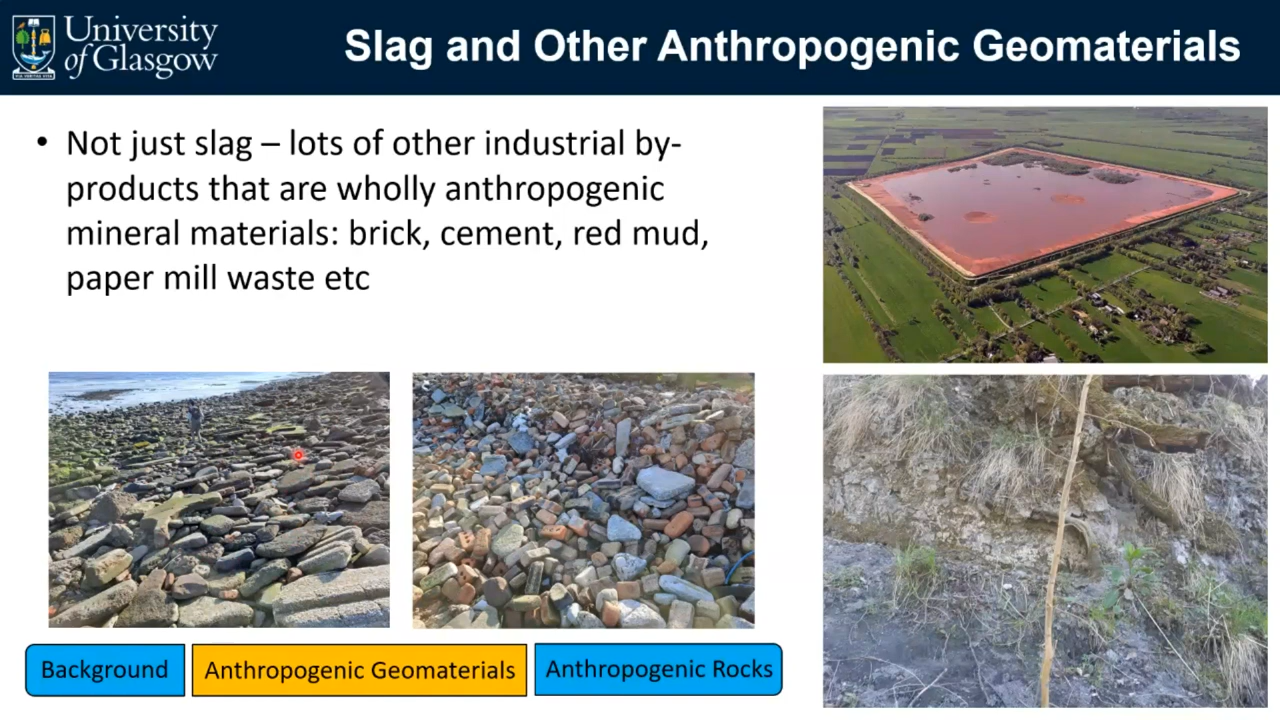 University
of Glasgow
Slag and Other Anthropogenic Geomaterials
• Not just slag – lots of other industrial by-
products that are wholly anthropogenic
mineral materials: brick, cement, red mud,
paper mill waste etc
Background
Anthropogenic Geomaterials
Anthropogenic Rocks